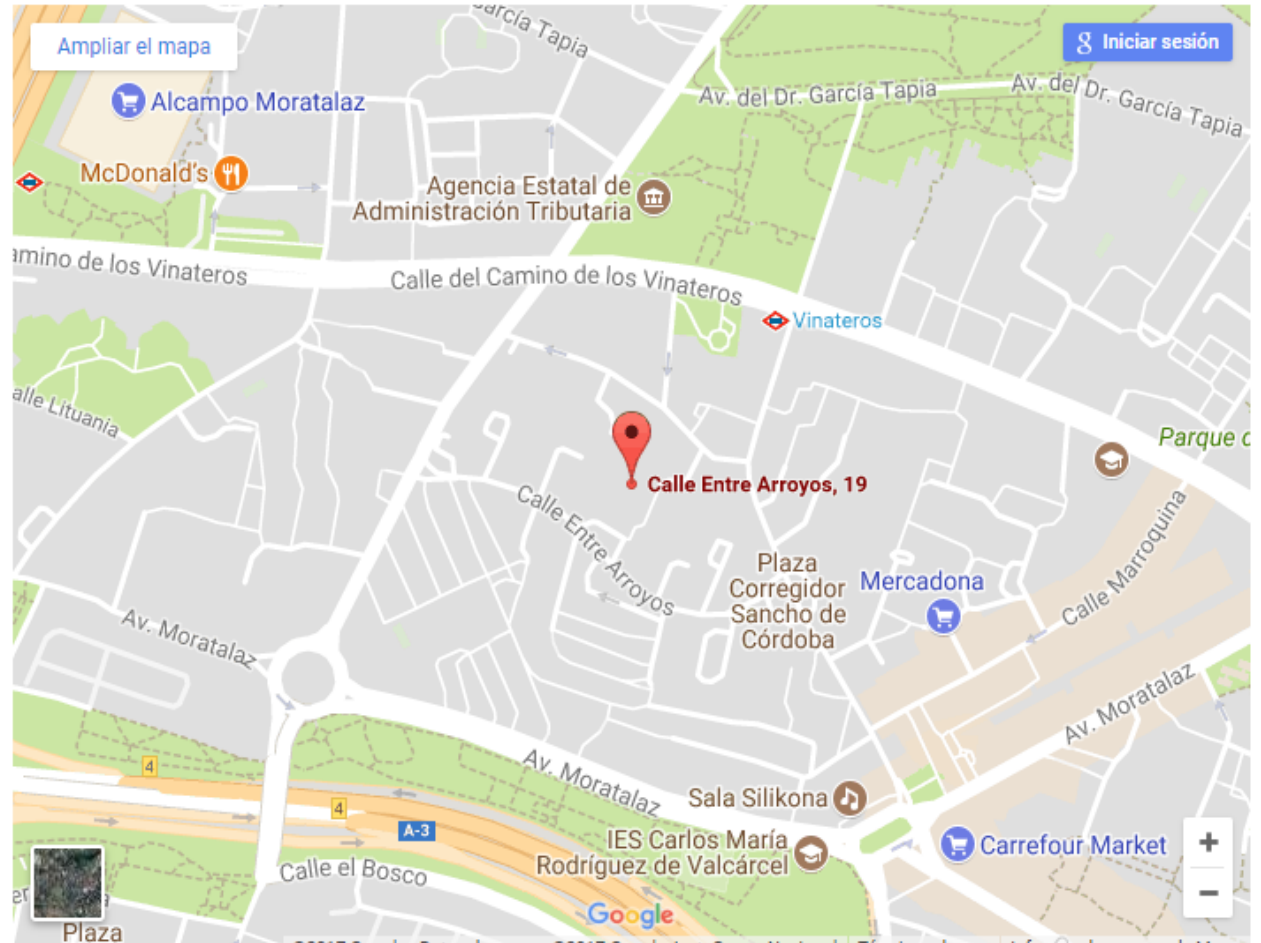 García Tapia
Ampliar el mapa
Iniciar sesión
Alcampo Moratalaz
Av. del Dr. García Tapia
Av. del Dr. García Tapia
McDonald's
Agencia Estatal de
Administración Tributaria
amino de los Vinateros
Calle del Camino de los Vinateros
Vinateros
alle Lituania
Parque d
Calle Entre Arroyos, 19
Calle Entre Arroyos
Plaza
Corregidor
Sancho de
Córdoba
Mercadona
Calle Marroquina
Av. Moratalaz
Av. Moratalaz
4
Av. Moratalaz
4
A-3
Sala Silikona
IES Carlos María
Rodríguez de Valcárcel
Carrefour Market
+
Calle el Bosco
−
Google
Plaza